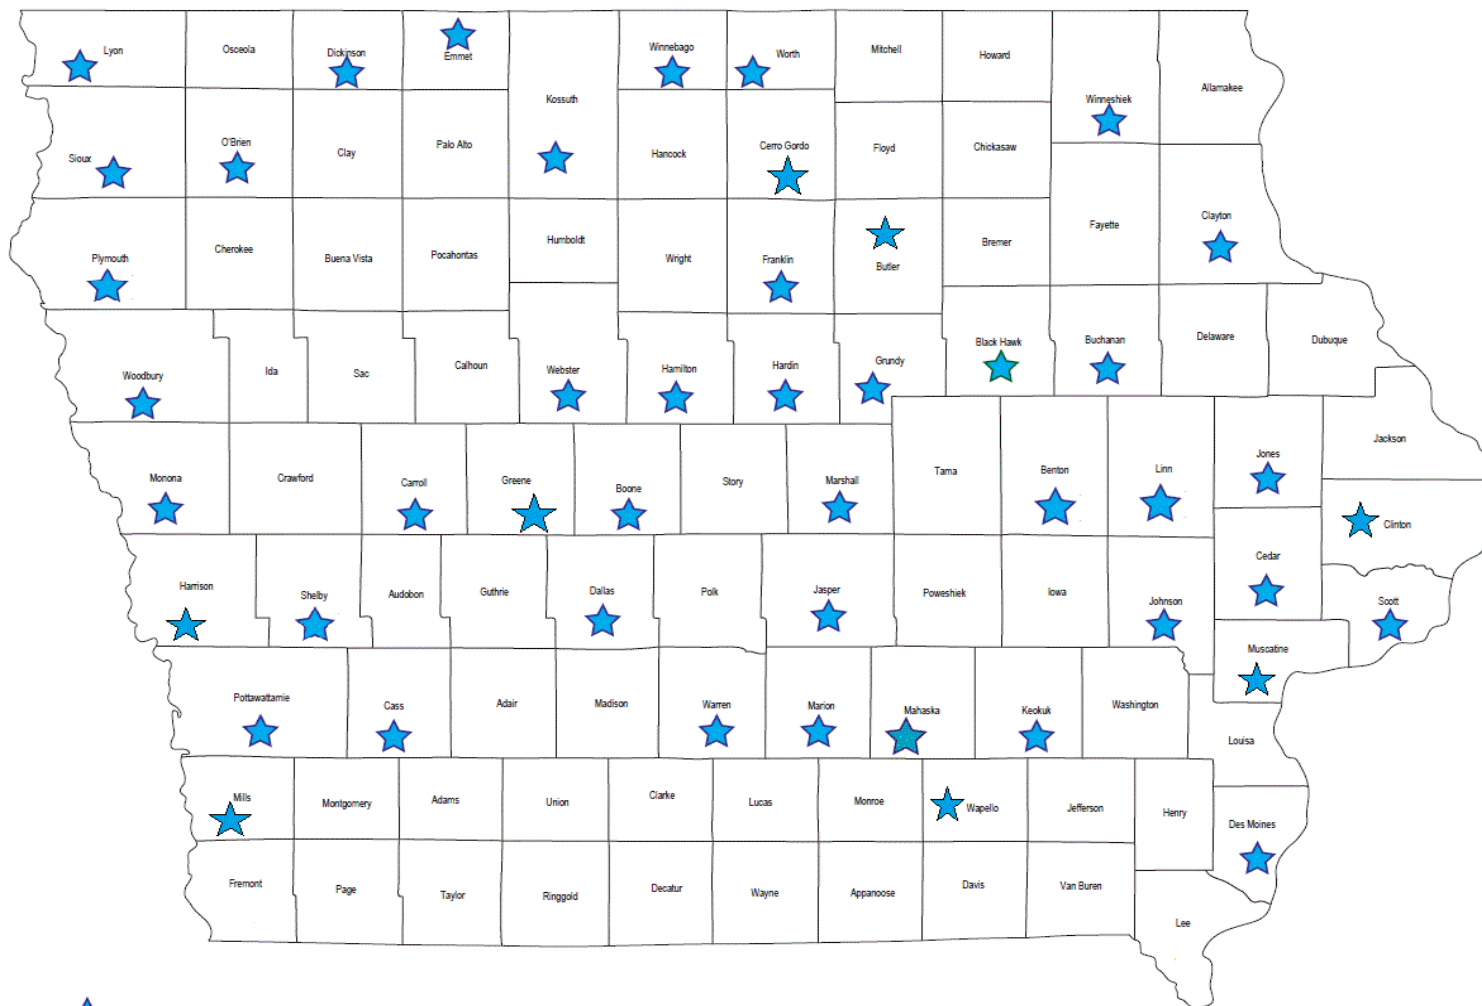 Lyon
Osceola
Dickinson
Emmet
Winnebago
Worth
Mitchell
Howard
Kossuth
Winneshiek
Allamakee
Sioux
O'Brien
Clay
Palo Alto
Hancock
Cerro Gordo
Floyd
Chickasaw
Plymouth
Cherokee
Buena Vista
Pocahontas
Humboldt
Wright
Franklin
Butler
Bremer
Fayette
Clayton
Woodbury
Ida
Sac
Calhoun
Webster
Hamilton
Hardin
Grundy
Black Hawk
Buchanan
Delaware
Dubuque
Monona
Crawford
Carroll
Greene
Boone
Story
Marshall
Tama
Benton
Linn
Jones
Jackson
Clinton
Harrison
Shelby
Audobon
Guthrie
Dallas
Polk
Jasper
Poweshiek
Iowa
Johnson
Cedar
Scott
Muscatine
Pottawattamie
Cass
Adair
Madison
Warren
Marion
Mahaska
Keokuk
Washington
Louisa
Mills
Montgomery
Adams
Union
Clarke
Lucas
Monroe
Wapello
Jefferson
Henry
Des Moines
Fremont
Page
Taylor
Ringgold
Decatur
Wayne
Appanoose
Davis
Van Buren
Lee